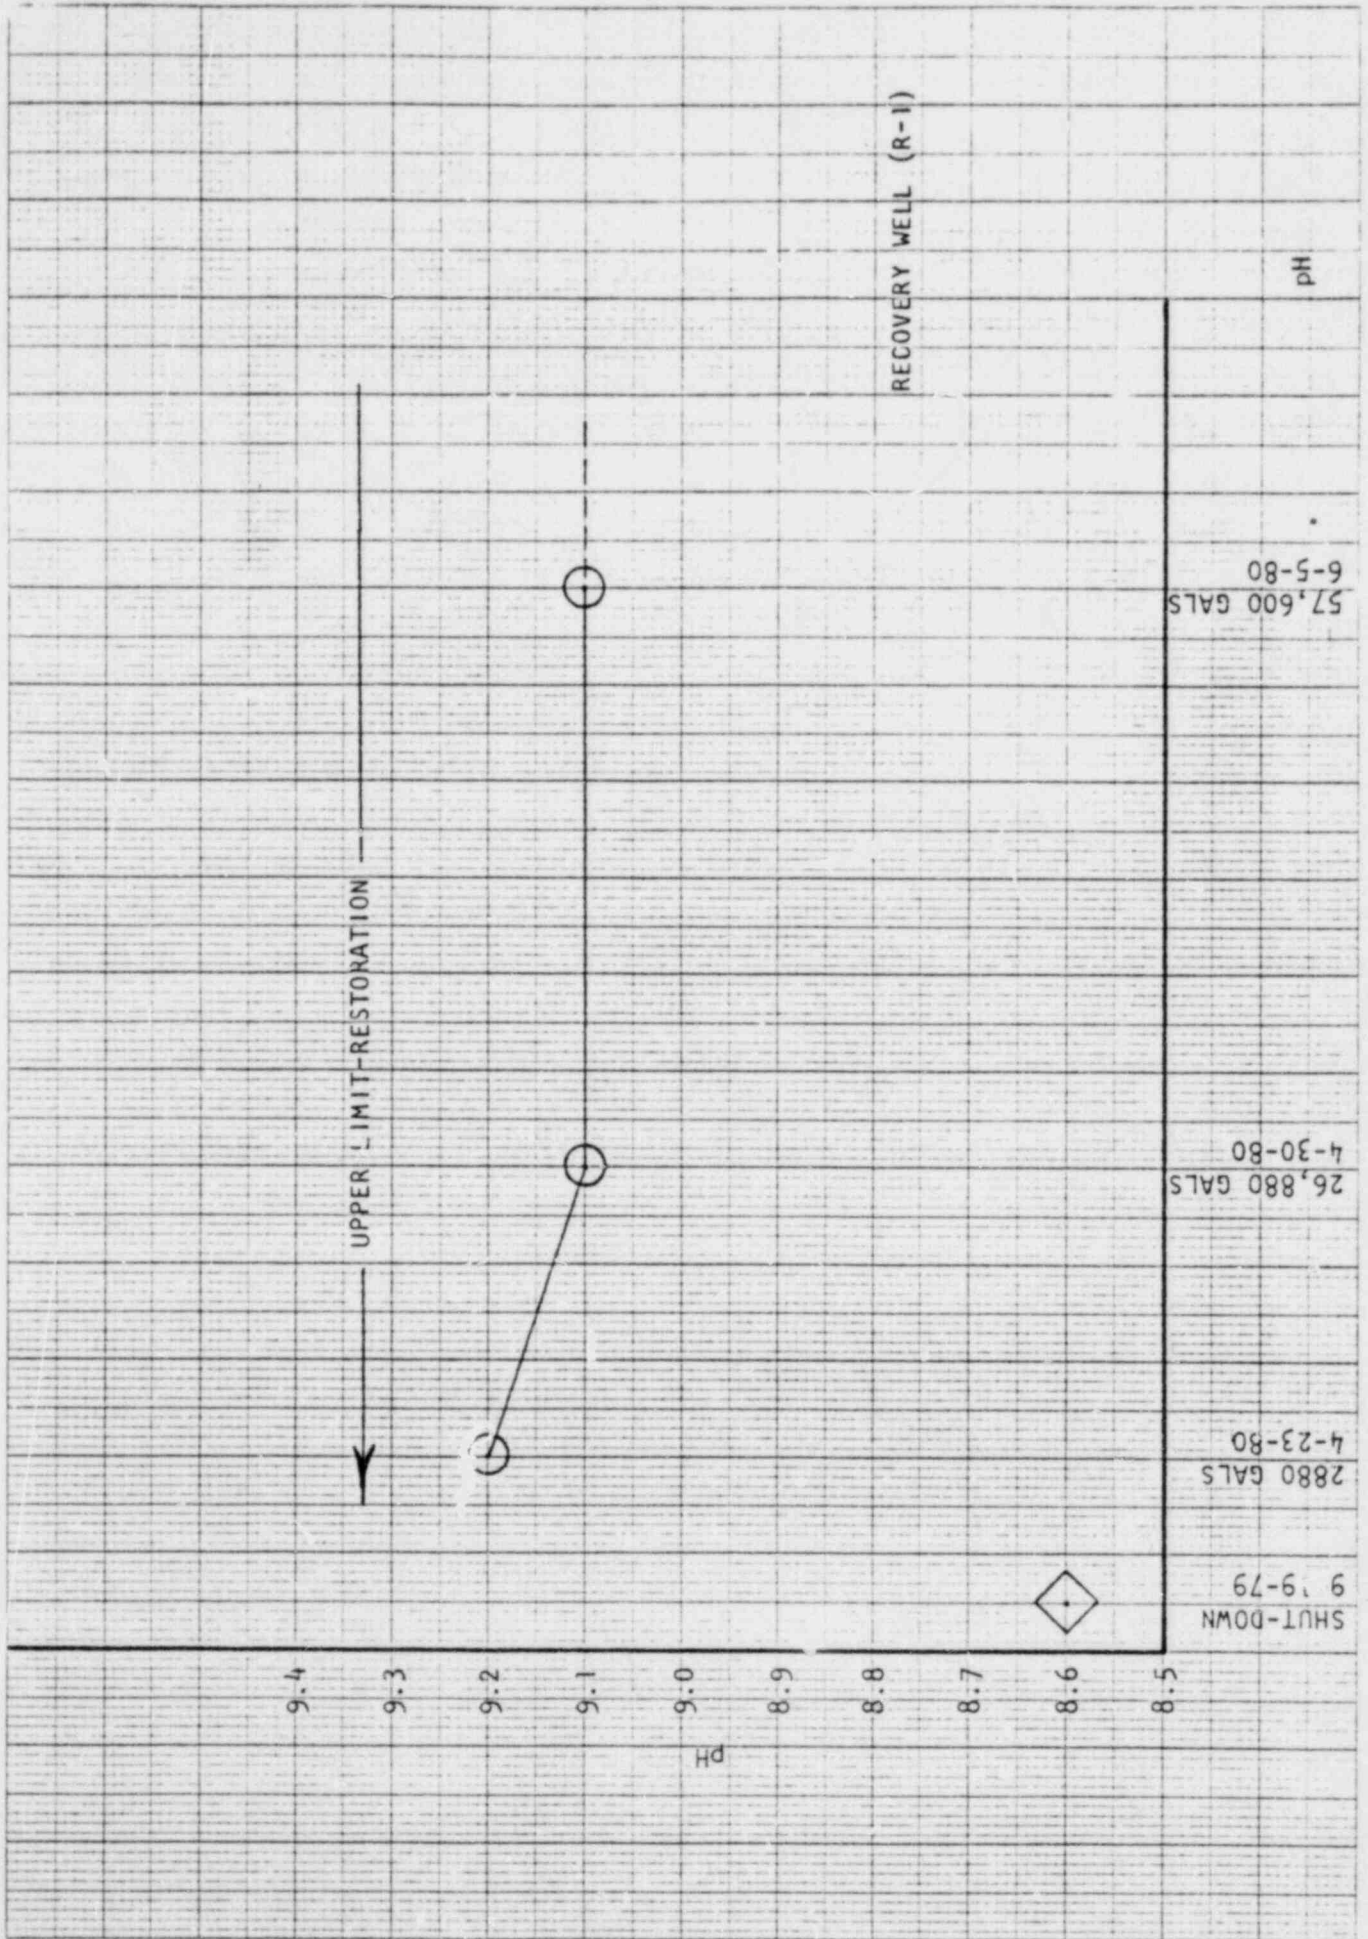 UPPER LIMIT-RESTORATION
RECOVERY WELL (R-1)
9.4
9.3
9.2
9.1
9.0
8.9
8.8
8.7
8.6
8.5
pH
SHUT-DOWN
9 '9-79
2880 GALS
4-23-80
26,880 GALS
4-30-80
57,600 GALS
6-5-80
pH